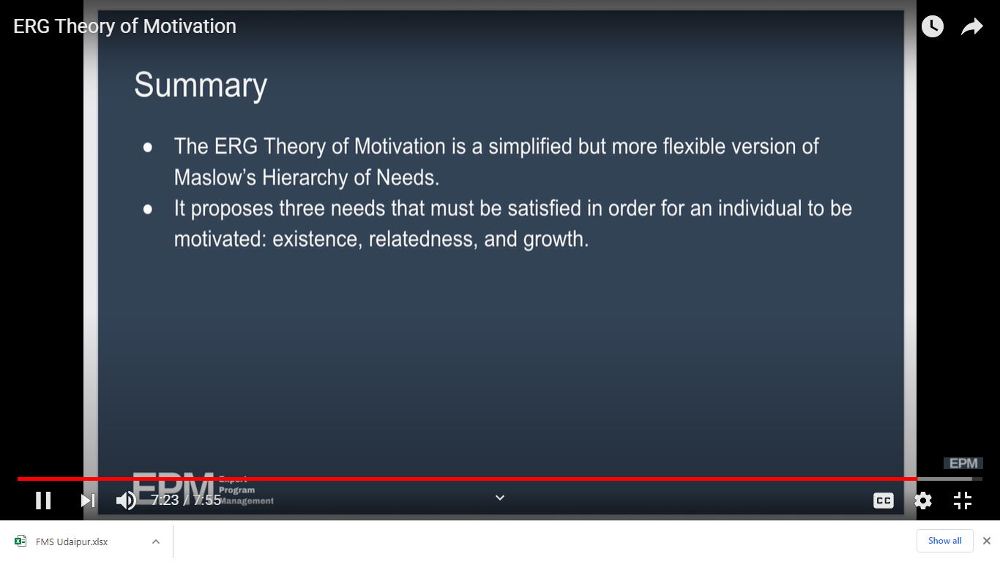 ERG Theory of Motivation
Summary
● The ERG Theory of Motivation is a simplified but more flexible version of
Maslow's Hierarchy of Needs.
● It proposes three needs that must be satisfied in order for an individual to be
motivated: existence, relatedness, and growth.
EPM
EPM Expert
Program
Management
7:23 / 7:55
CC
FMS Udaipur.xlsx
Show all